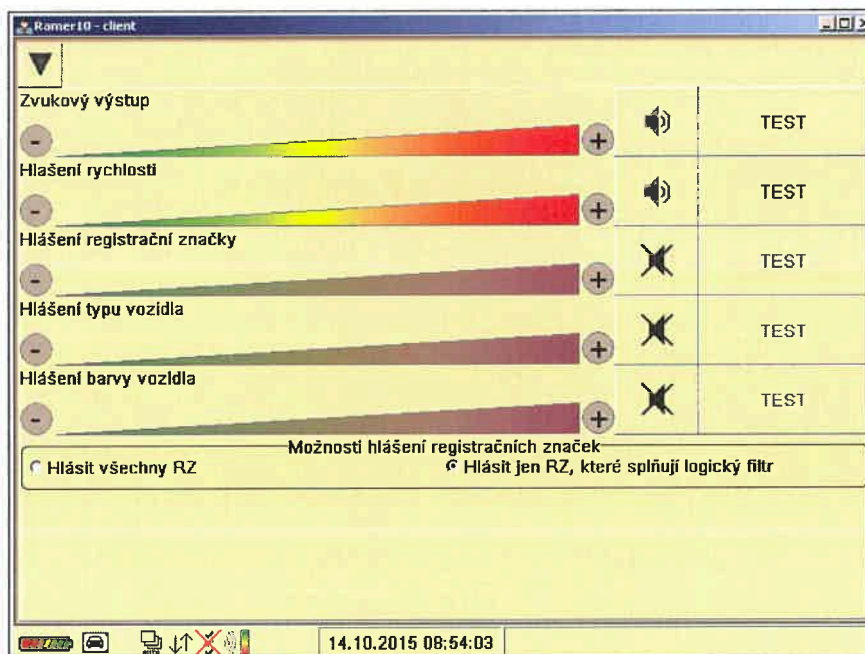 Ramer10 - client
Zvukový výstup
- + TEST
Hlašení rychlosti
- + TEST
Hlášení registrační značky
- + TEST
Hlášení typu vozidla
- + TEST
Hlášení barvy vozidla
- + TEST
Možnosti hlášení registračních značek
Hlásit všechny RZ Hlásit jen RZ, které splňují logický filtr
14.10.2015 08:54:03